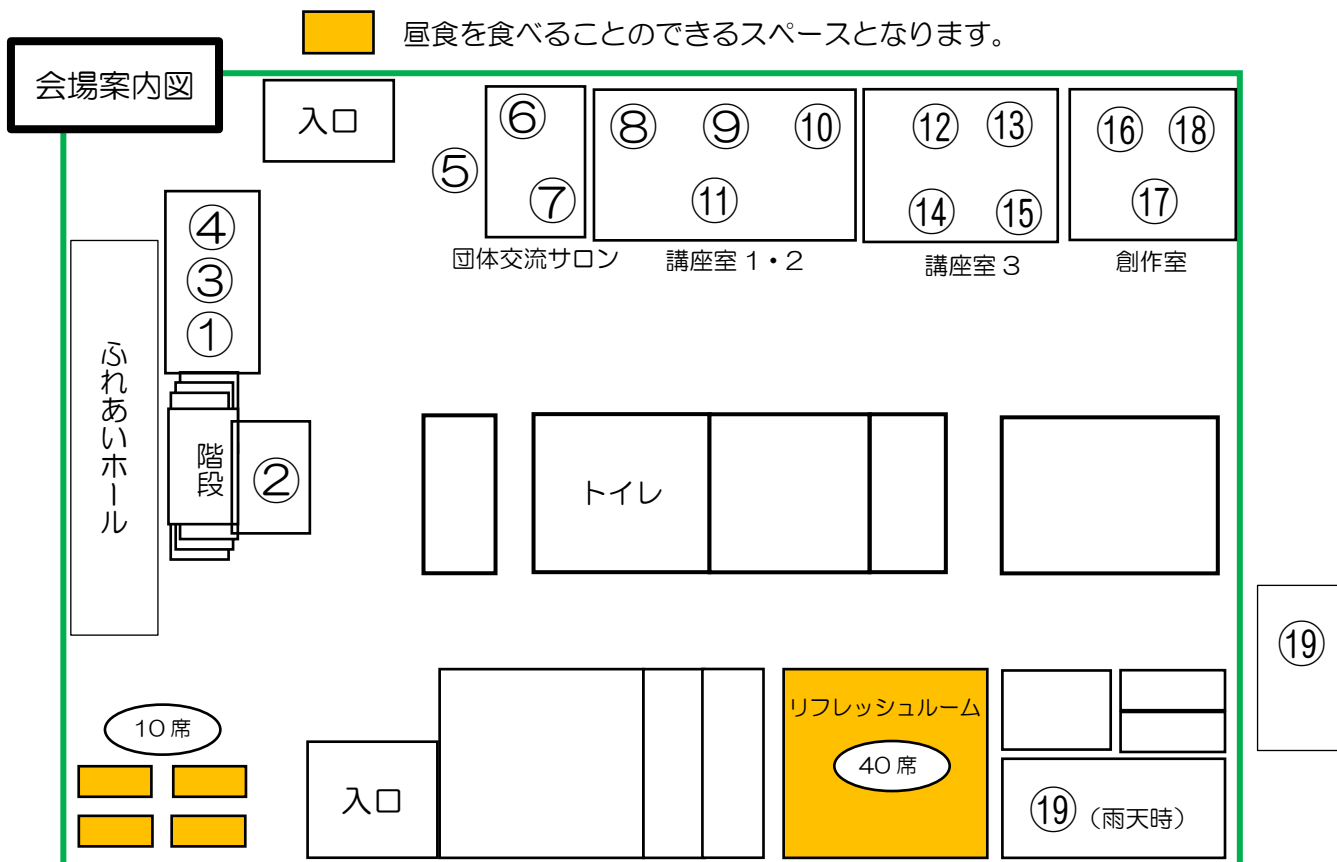 昼食を食べることのできるスペースとなります。
会場案内図
入口
⑥
⑧ ⑨ ⑩
⑫ ⑬
⑯ ⑱
⑤
⑦
⑪
⑭ ⑮
⑰
団体交流サロン
講座室1・2
講座室3
創作室
④
③
①
ふれあいホール
階段
②
トイレ
⑲
10席
リフレッシュルーム
40席
入口
⑲(雨天時)